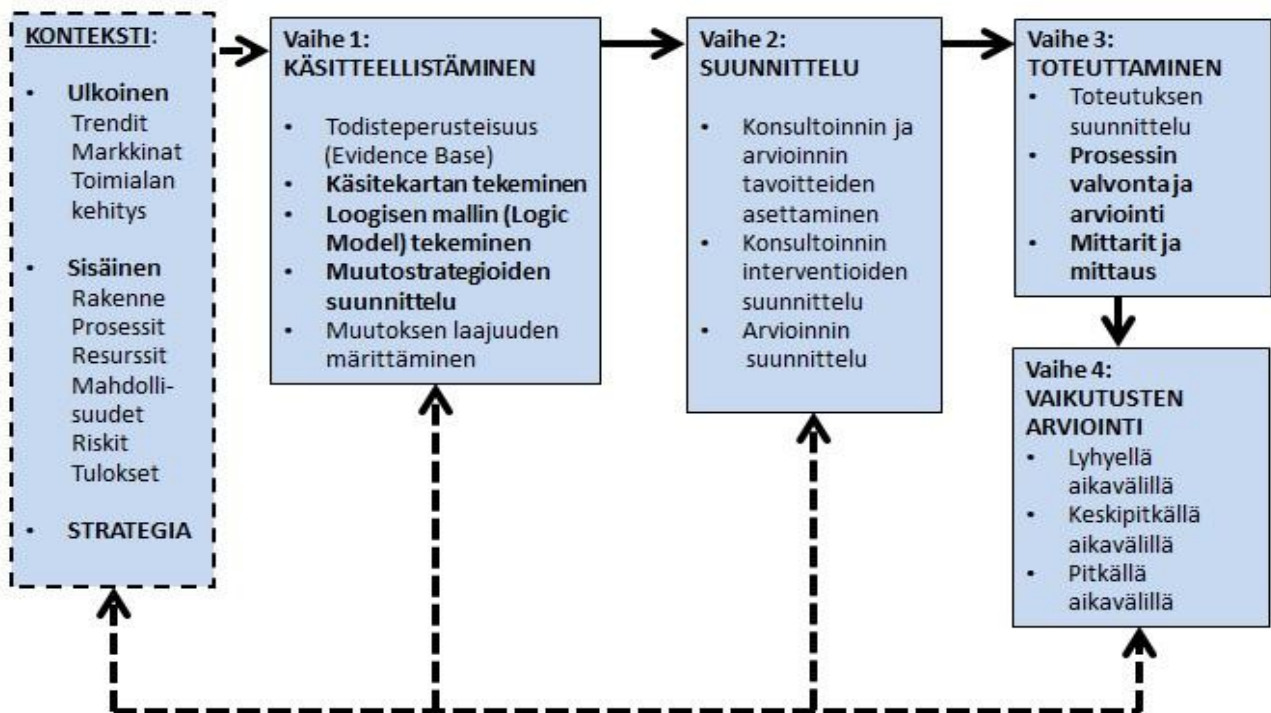 KONTEKSTI:
• Ulkoinen
Trendit
Markkinat
Toimialan
kehitys
• Sisäinen
Rakenne
Prosessit
Resurssit
Mahdolli-
suudet
Riskit
Tulokset
• STRATEGIA
Vaihe 1:
KÄSITTEELLISTÄMINEN
• Todisteperusteisuus
(Evidence Base)
• Käsitekartan tekeminen
• Loogisen mallin (Logic
Model) tekeminen
• Muutostrategioiden
suunnittelu
• Muutoksen laajuuden
märittäminen
Vaihe 2:
SUUNNITTELU
• Konsultoinnin ja
arvioinnin
tavoitteiden
asettaminen
• Konsultoinnin
interventioiden
suunnittelu
• Arvioinnin
suunnittelu
Vaihe 3:
TOTEUTTAMINEN
• Toteutuksen
suunnittelu
• Prosessin
valvonta ja
arviointi
• Mittarit ja
mittaus
Vaihe 4:
VAIKUTUSTEN
ARVIOINTI
• Lyhyellä
aikavälillä
• Keskipitkällä
aikavälillä
• Pitkällä
aikavälillä